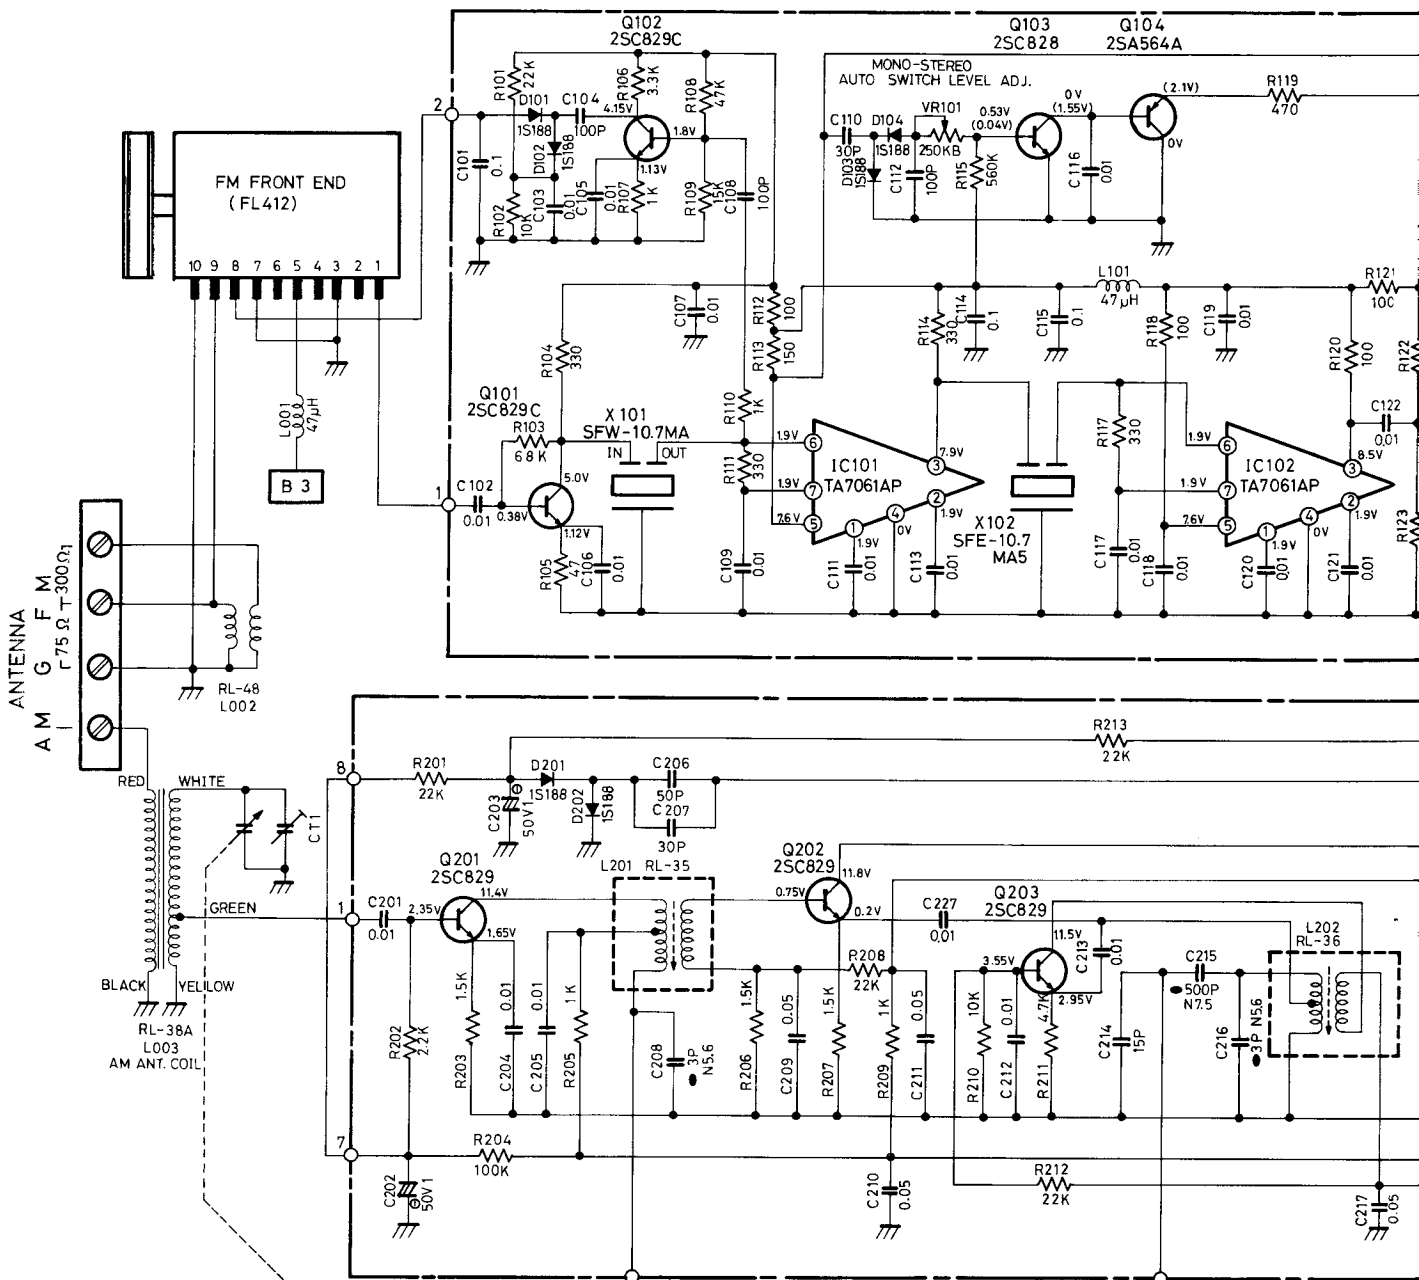 Q102
2SC829C
Q103
2SC828
Q104
2SA564A
MONO-STEREO
AUTO SWITCH LEVEL ADJ.
R101
22K
D101
1S188
C104
100P
4.15V
R106
3.3K
R108
47K
1.8V
1.13V
D102
1S188
C101
0.1
R102
10K
C103
0.01
C105
0.01
R107
1K
R109
15K
C108
100P
C110
30P
D103
1S188
D104
1S188
VR101
250KB
C112
100P
R115
560K
0.53V
(0.04V)
0V
(1.55V)
C116
0.01
(2.1V)
0V
R119
470
2
FM FRONT END
(FL412)
10 9 8 7 6 5 4 3 2 1
L001
47μH
B 3
C107
0.01
R112
100
R113
150
R104
330
R114
330
C114
0.1
C115
0.1
L101
47μH
R118
100
C119
0.01
R121
100
R120
100
R122
C122
0.01
8.5V
Q101
2SC829C
R103
68K
X101
SFW-10.7MA
IN
OUT
R110
1K
R111
330
1.9V
6
1.9V
7
7.6V
5
IC101
TA7061AP
7.9V
3
2
1.9V
1
1.9V
4
0V
X102
SFE-10.7
MA5
R117
330
1.9V
6
1.9V
7
7.6V
5
IC102
TA7061AP
3
2
1.9V
1
1.9V
4
0V
R123
1
C102
0.01
0.38V
5.0V
1.12V
R105
47
C106
0.01
C109
0.01
C111
0.01
C113
0.01
C117
0.01
C118
0.01
C120
0.01
C121
0.01
ANTENNA
AM G FM
75Ω
300Ω
RL-48
L002
RED
WHITE
CT1
GREEN
BLACK
YELLOW
RL-38A
L003
AM ANT. COIL
8
R201
22K
D201
1S188
C203
50V1
D202
1S188
C206
50P
C207
30P
R213
22K
L201 RL-35
Q201
2SC829
11.4V
2.35V
1.65V
1
C201
0.01
Q202
2SC829
11.8V
0.75V
0.2V
C227
0.01
Q203
2SC829
11.5V
3.55V
2.95V
C213
0.01
L202
RL-36
C215
500P
N7.5
R202
2.2K
R203
1.5K
C204
0.01
C205
0.01
R205
1K
C208
3P
N5.6
R206
1.5K
C209
0.05
R207
1.5K
R208
22K
R209
1K
C211
0.05
R210
10K
C212
0.01
R211
4.7K
C214
15P
C216
3P N5.6
7
R204
100K
C202
50V1
C210
0.05
R212
22K
C217
0.05